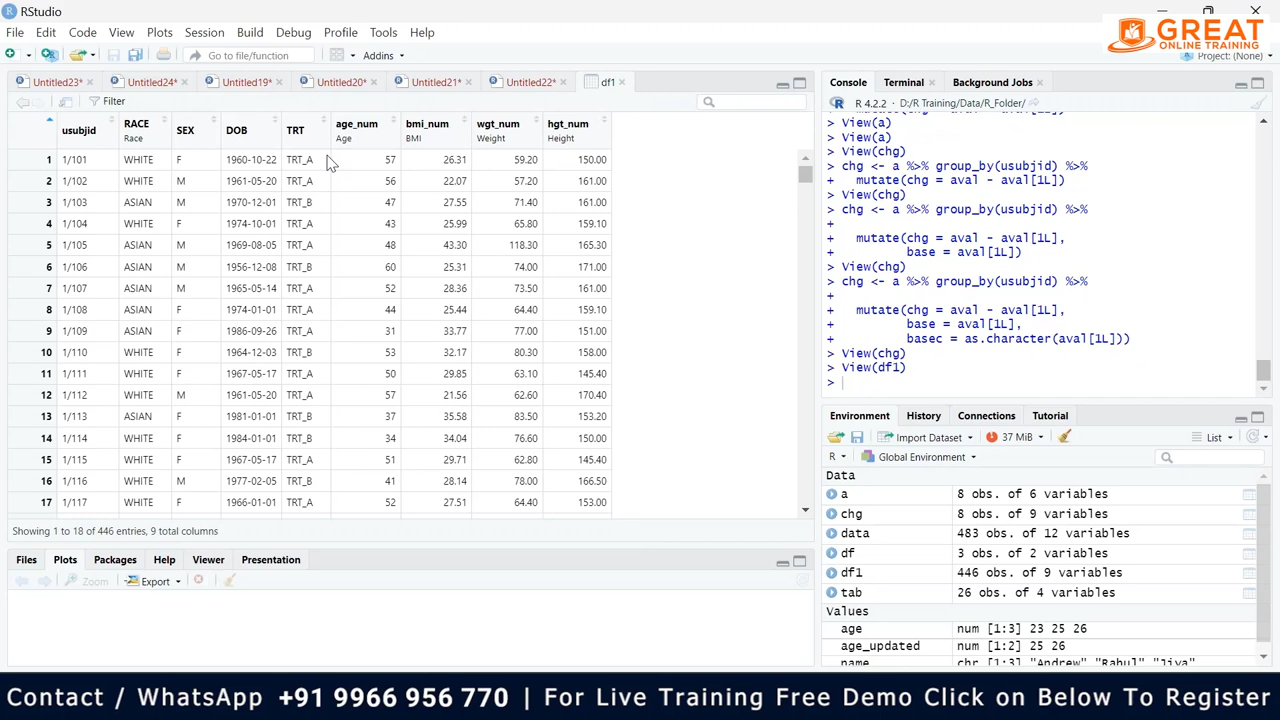 RStudio
File Edit Code View Plots Session Build Debug Profile Tools Help
GREAT
ONLINE TRAINING
Go to file/function Addins Project: (None)
Untitled23* Untitled24* Untitled19* Untitled20* Untitled21* Untitled22* df1
Filter
usubjid RACE SEX DOB TRT age_num bmi_num wgt_num hgt_num
Race Age BMI Weight Height
1 1/101 WHITE F 1960-10-22 TRT_A 57 26.31 59.20 150.00
2 1/102 WHITE M 1961-05-20 TRT_A 56 22.07 57.20 161.00
3 1/103 ASIAN M 1970-12-01 TRT_B 47 27.55 71.40 161.00
4 1/104 WHITE F 1974-10-01 TRT_A 43 25.99 65.80 159.10
5 1/105 ASIAN M 1969-08-05 TRT_A 48 43.30 118.30 165.30
6 1/106 ASIAN M 1956-12-08 TRT_B 60 25.31 74.00 171.00
7 1/107 ASIAN M 1965-05-14 TRT_A 52 28.36 73.50 161.00
8 1/108 ASIAN F 1974-01-01 TRT_A 44 25.44 64.40 159.10
9 1/109 ASIAN F 1986-09-26 TRT_A 31 33.77 77.00 151.00
10 1/110 WHITE F 1964-12-03 TRT_B 53 32.17 80.30 158.00
11 1/111 WHITE F 1967-05-17 TRT_A 50 29.85 63.10 145.40
12 1/112 WHITE M 1961-05-20 TRT_A 57 21.56 62.60 170.40
13 1/113 ASIAN F 1981-01-01 TRT_B 37 35.58 83.50 153.20
14 1/114 WHITE F 1984-01-01 TRT_B 34 34.04 76.60 150.00
15 1/115 WHITE F 1967-05-17 TRT_A 51 29.71 62.80 145.40
16 1/116 WHITE M 1977-02-05 TRT_A 41 28.14 78.00 166.50
17 1/117 WHITE F 1966-01-01 TRT_A 52 27.51 64.40 153.00
Showing 1 to 18 of 446 entries, 9 total columns
Files Plots Packages Help Viewer Presentation
Zoom Export
Console Terminal Background Jobs
R 4.2.2 · D:/R Training/Data/R_Folder/
> View(a)
> View(a)
> View(chg)
> chg <- a %>% group_by(usubjid) %>%
+ mutate(chg = aval - aval[1L])
> View(chg)
> chg <- a %>% group_by(usubjid) %>%
+
mutate(chg = aval - aval[1L],
+ base = aval[1L])
> View(chg)
> chg <- a %>% group_by(usubjid) %>%
+
mutate(chg = aval - aval[1L],
+ base = aval[1L],
+ basec = as.character(aval[1L]))
> View(chg)
> View(df1)
>
Environment History Connections Tutorial
Import Dataset 37 MiB List
R Global Environment
Data
a 8 obs. of 6 variables
chg 8 obs. of 9 variables
data 483 obs. of 12 variables
df 3 obs. of 2 variables
df1 446 obs. of 9 variables
tab 26 obs. of 4 variables
Values
age num [1:3] 23 25 26
age_updated num [1:2] 25 26
name chr [1:3] "Andrew" "Rahul" "Jiya"
Contact / WhatsApp +91 9966 956 770 | For Live Training Free Demo Click on Below To Register